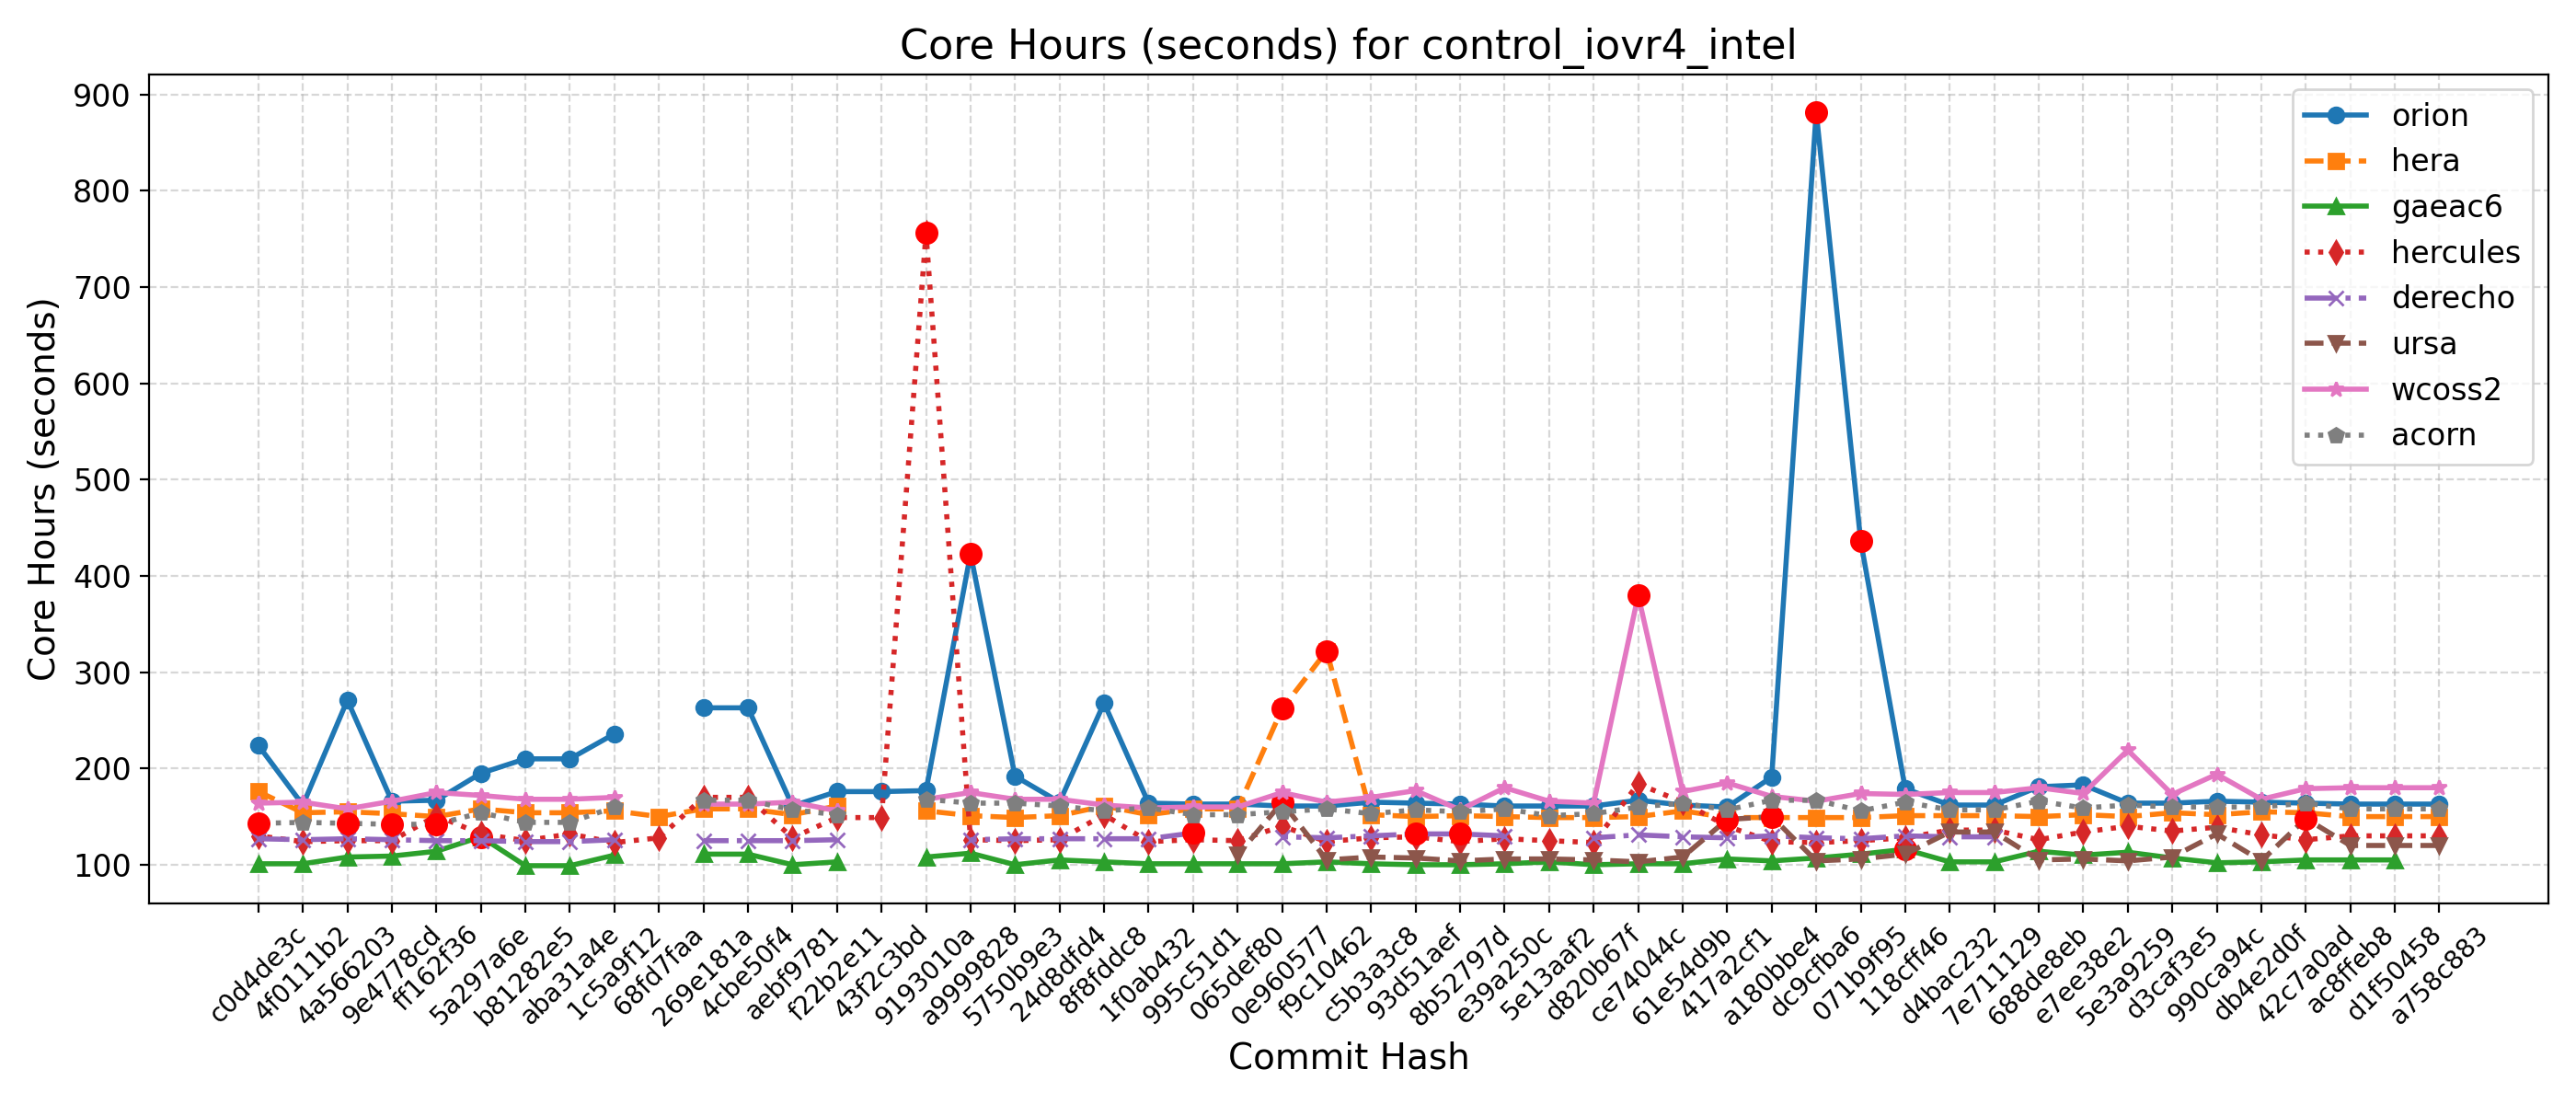 Core Hours (seconds) for control_iovr4_intel
Core Hours (seconds)
900
800
700
600
500
400
300
200
100
orion
hera
gaeac6
hercules
derecho
ursa
wcoss2
acorn
c0d4de3c
4f0111b2
4a566203
9e4778cd
ff162f36
5a297a6e
b81282e5
aba31a4e
1c5a9f12
68fd7faa
269e181a
4cbe50f4
aebf9781
f22b2e11
43f2c3bd
9193010a
a9999828
5750b9e3
24d8dfd4
8f8fddc8
1f0ab432
995c51d1
065def80
0e960577
f9c10462
c5b3a3c8
93d51aef
8b52797d
e39a250c
5e13aaf2
d820b67f
ce74044c
61e54d9b
417a2cf1
a180bbe4
dc9cfba6
071b9f95
118cff46
d4bac232
7e711129
688de8eb
e7ee38e2
5e3a9259
d3caf3e5
990ca94c
db4e2d0f
42c7a0ad
ac8ffeb8
d1f50458
a758c883
Commit Hash